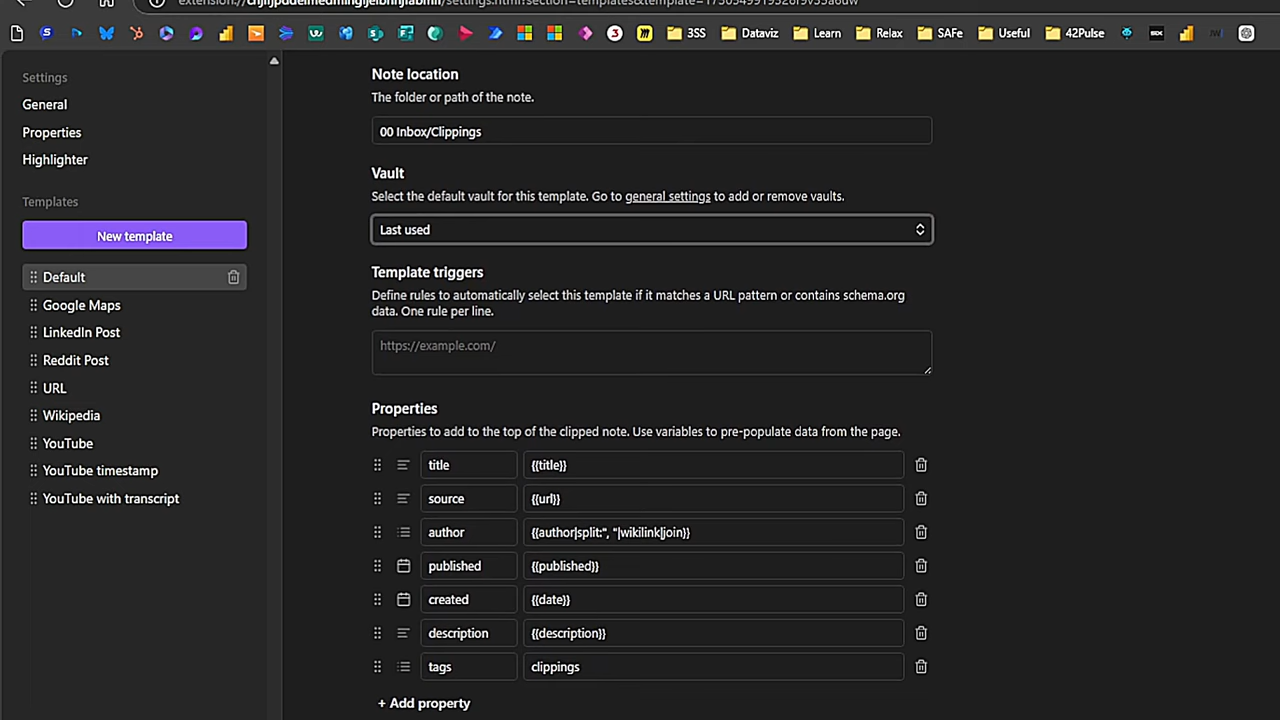 3SS
Dataviz
Learn
Relax
SAFe
Useful
42Pulse
Settings
General
Properties
Highlighter
Templates
New template
Default
Google Maps
LinkedIn Post
Reddit Post
URL
Wikipedia
YouTube
YouTube timestamp
YouTube with transcript
Note location
The folder or path of the note.
00 Inbox/Clippings
Vault
Select the default vault for this template. Go to general settings to add or remove vaults.
Last used
Template triggers
Define rules to automatically select this template if it matches a URL pattern or contains schema.org
data. One rule per line.
https://example.com/
Properties
Properties to add to the top of the clipped note. Use variables to pre-populate data from the page.
title {{title}}
source {{url}}
author {{author|split:", "|wikilink|join}}
published {{published}}
created {{date}}
description {{description}}
tags clippings
+ Add property